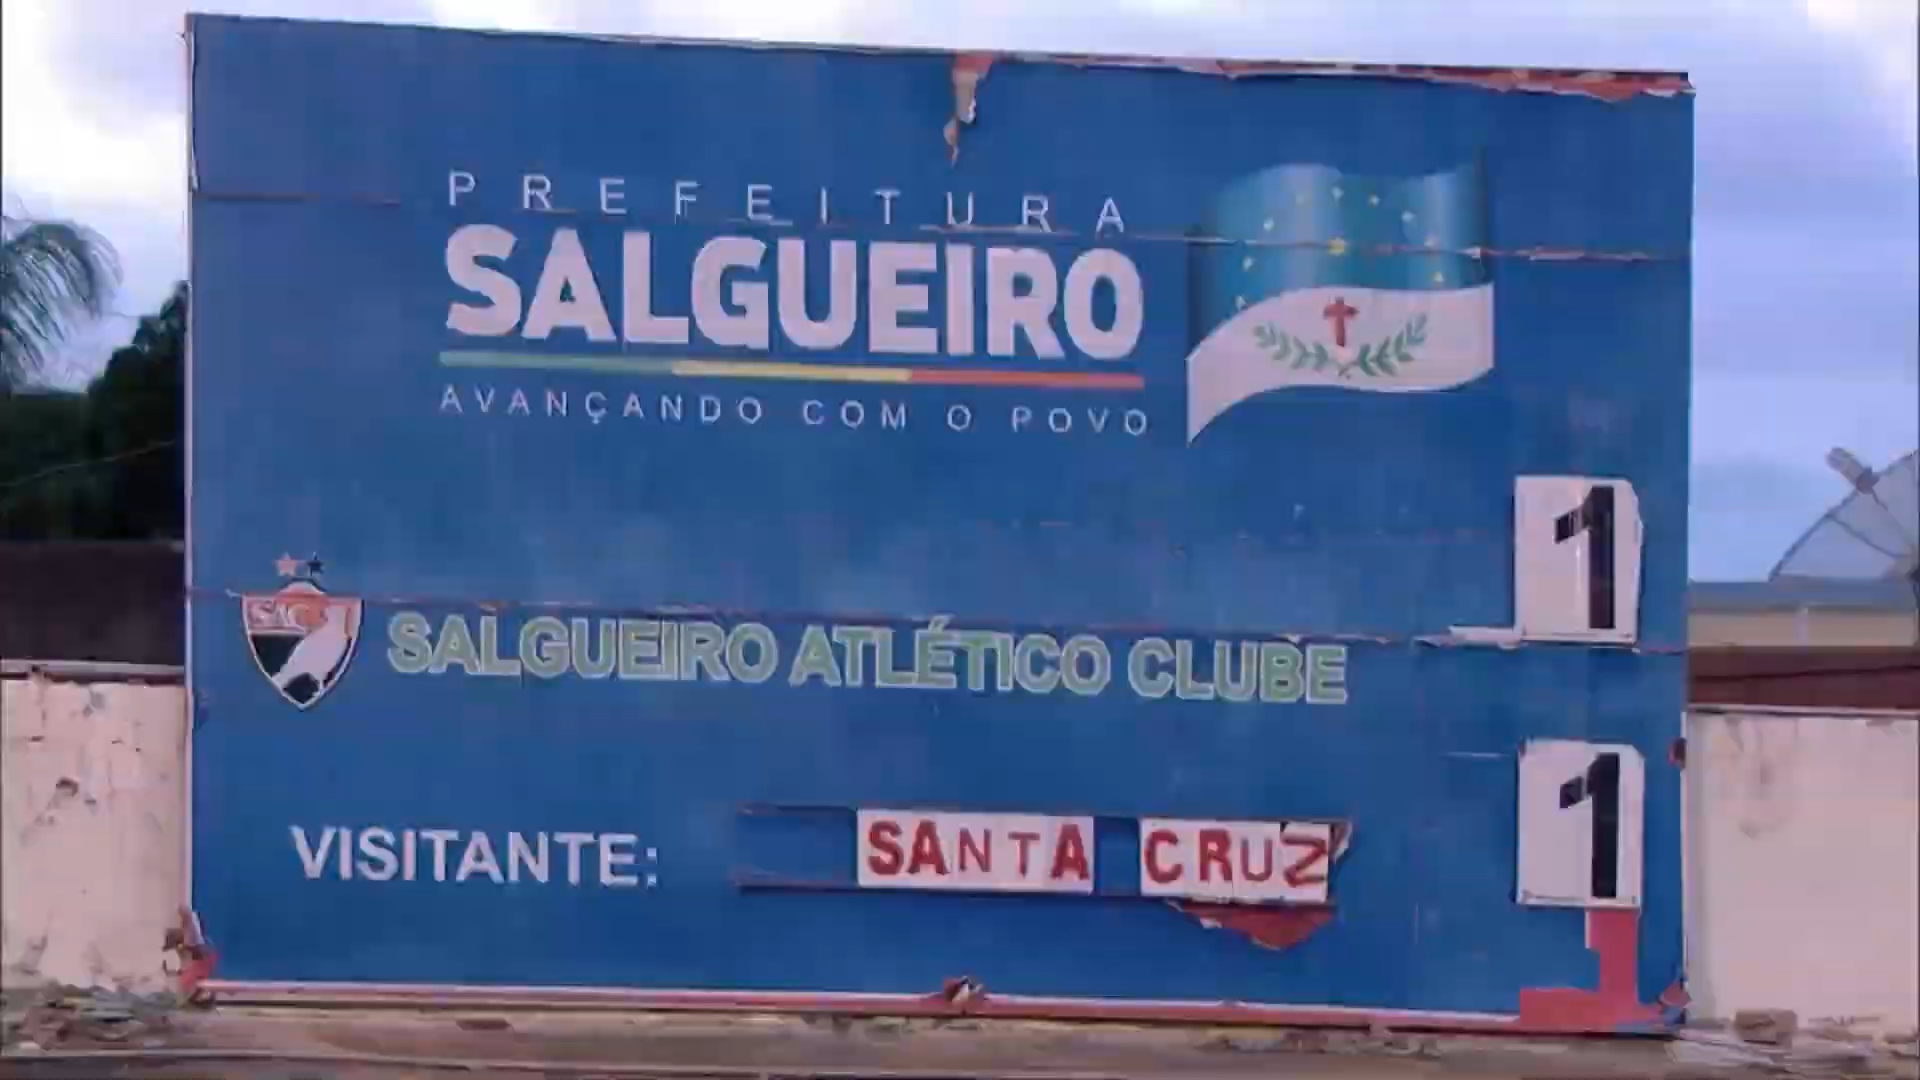 PREFEITURA
SALGUEIRO
AVANÇANDO COM O POVO
1
SALGUEIRO ATLÉTICO CLUBE
VISITANTE: SANTA CRUZ 1